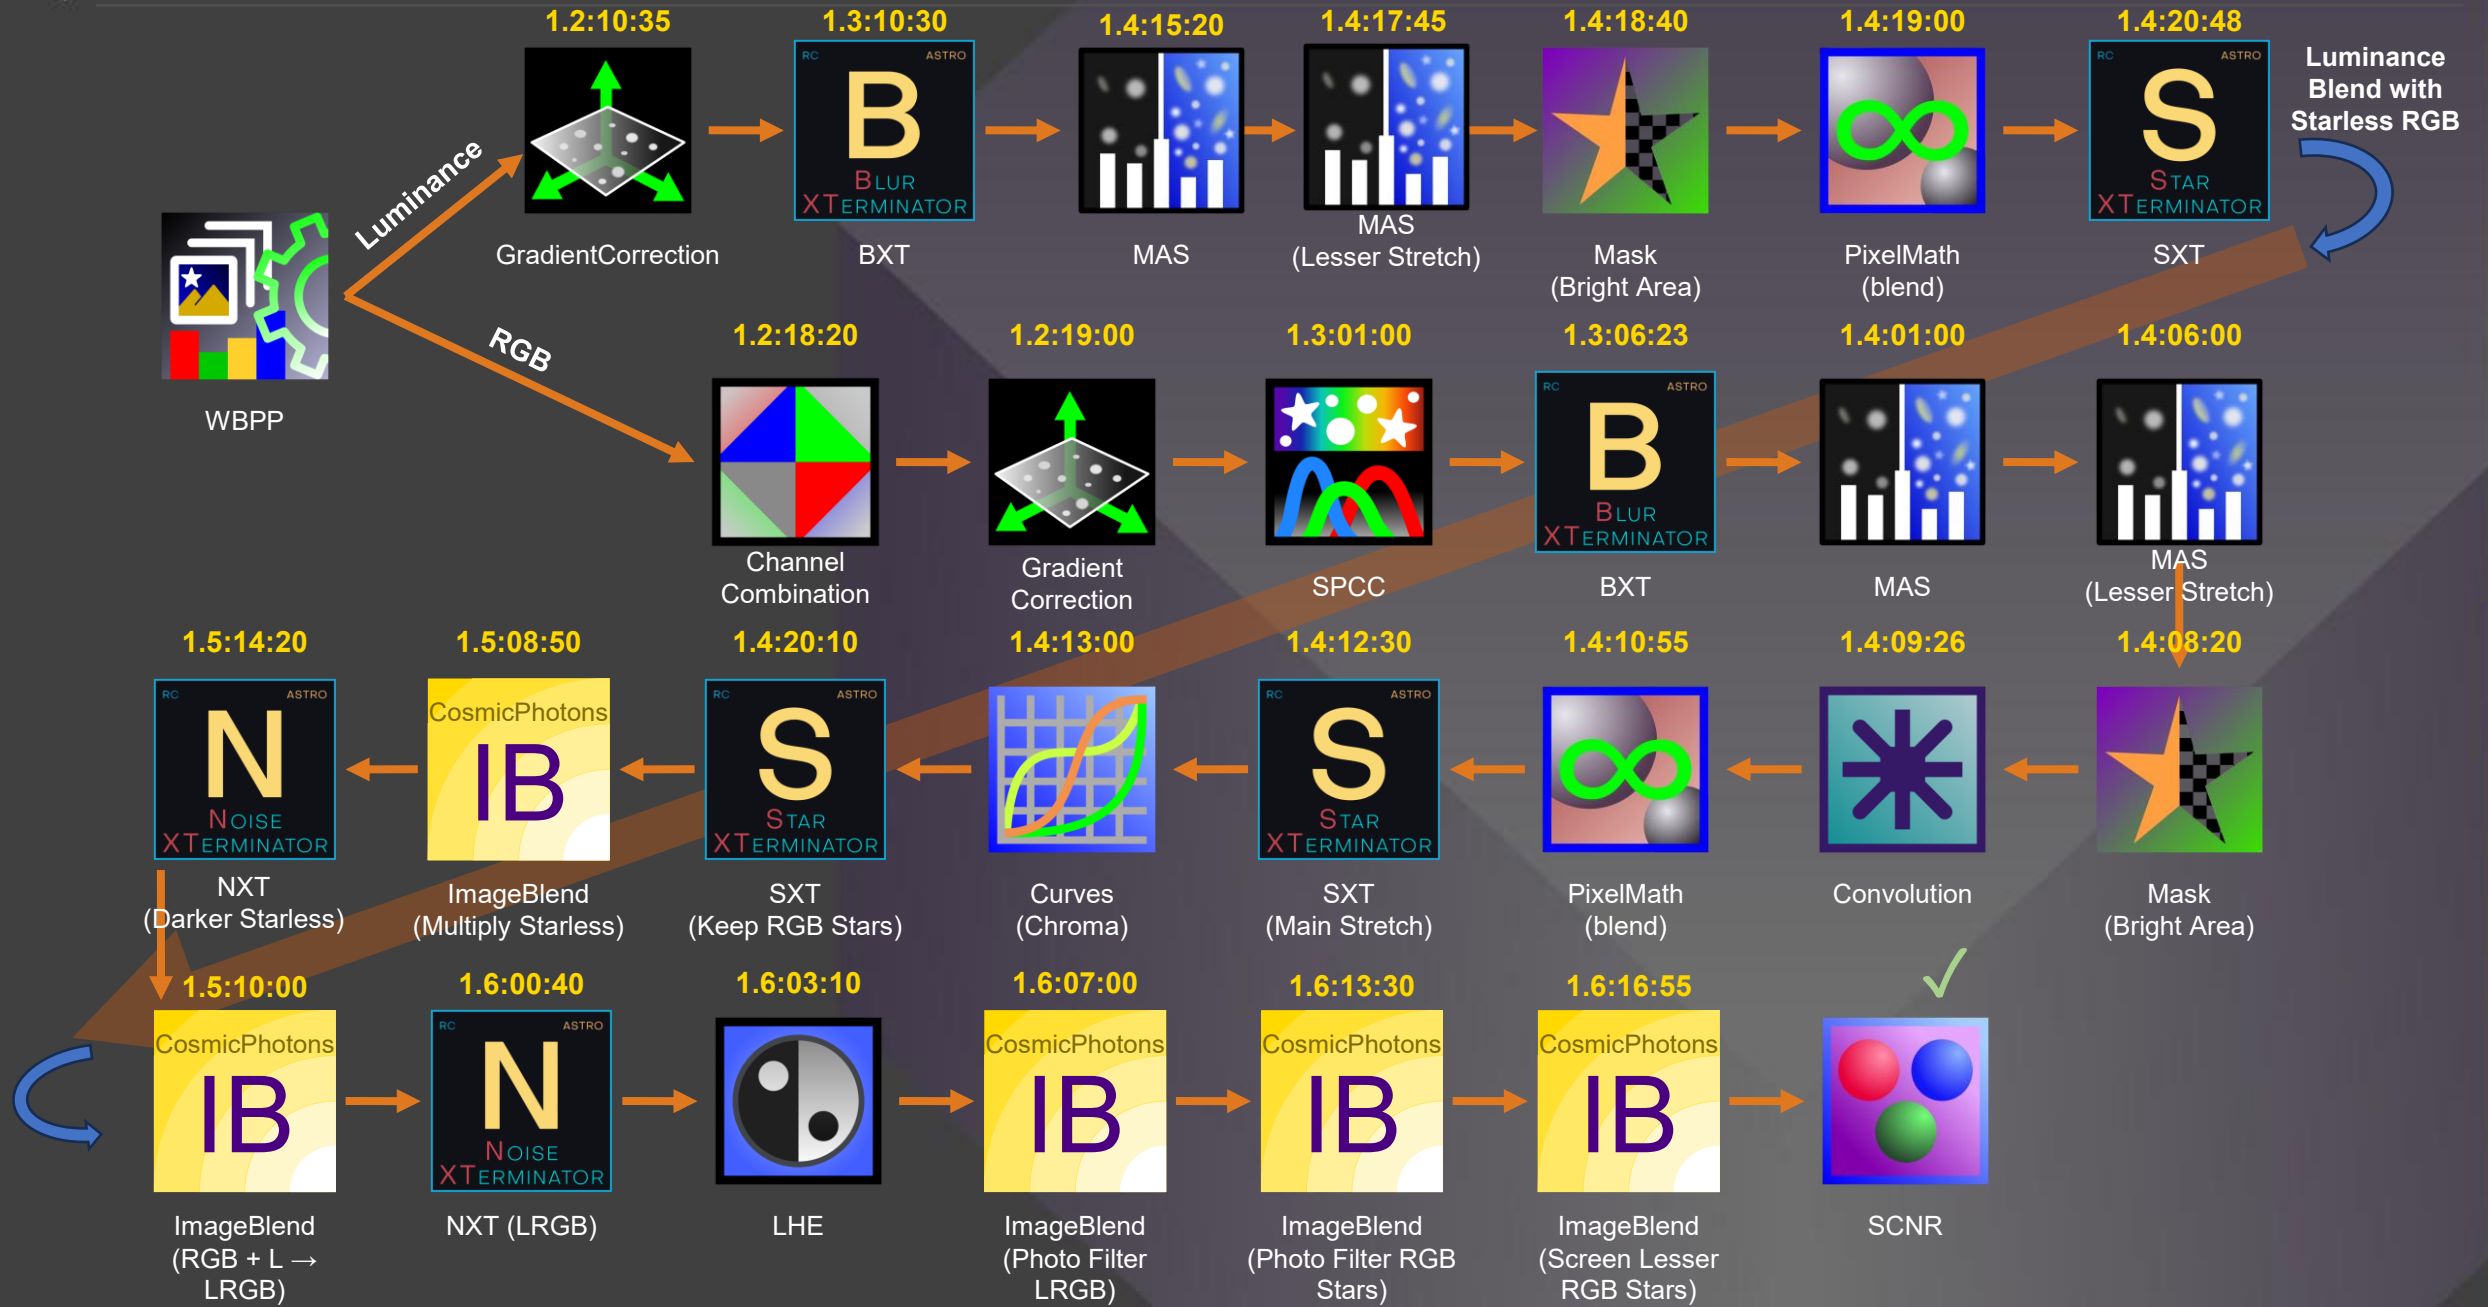 1.2:10:35
1.3:10:30
1.4:15:20
1.4:17:45
1.4:18:40
1.4:19:00
1.4:20:48
Luminance
Blend with
Starless RGB
RC ASTRO
B
BLUR
XTERMINATOR
RC ASTRO
S
STAR
XTERMINATOR
Luminance
GradientCorrection
BXT
MAS
MAS
(Lesser Stretch)
Mask
(Bright Area)
PixelMath
(blend)
SXT
WBPP
RGB
1.2:18:20
1.2:19:00
1.3:01:00
1.3:06:23
1.4:01:00
1.4:06:00
RC ASTRO
B
BLUR
XTERMINATOR
Channel
Combination
Gradient
Correction
SPCC
BXT
MAS
MAS
(Lesser Stretch)
1.5:14:20
1.5:08:50
1.4:20:10
1.4:13:00
1.4:12:30
1.4:10:55
1.4:09:26
1.4:08:20
RC ASTRO
N
NOISE
XTERMINATOR
CosmicPhotons
IB
RC ASTRO
S
STAR
XTERMINATOR
RC ASTRO
S
STAR
XTERMINATOR
NXT
(Darker Starless)
ImageBlend
(Multiply Starless)
SXT
(Keep RGB Stars)
Curves
(Chroma)
SXT
(Main Stretch)
PixelMath
(blend)
Convolution
Mask
(Bright Area)
1.5:10:00
1.6:00:40
1.6:03:10
1.6:07:00
1.6:13:30
1.6:16:55
CosmicPhotons
IB
RC ASTRO
N
NOISE
XTERMINATOR
CosmicPhotons
IB
CosmicPhotons
IB
CosmicPhotons
IB
ImageBlend
(RGB + L →
LRGB)
NXT (LRGB)
LHE
ImageBlend
(Photo Filter
LRGB)
ImageBlend
(Photo Filter RGB
Stars)
ImageBlend
(Screen Lesser
RGB Stars)
SCNR